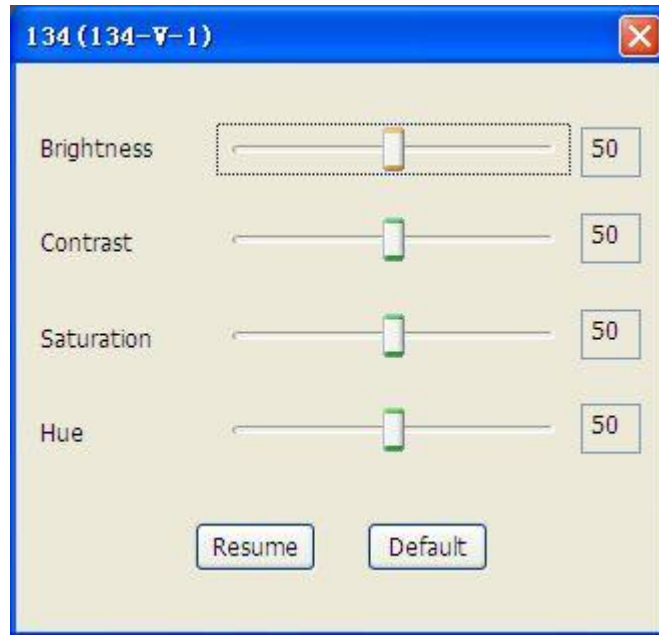 134(134-V-1)
Brightness 50
Contrast 50
Saturation 50
Hue 50
Resume Default